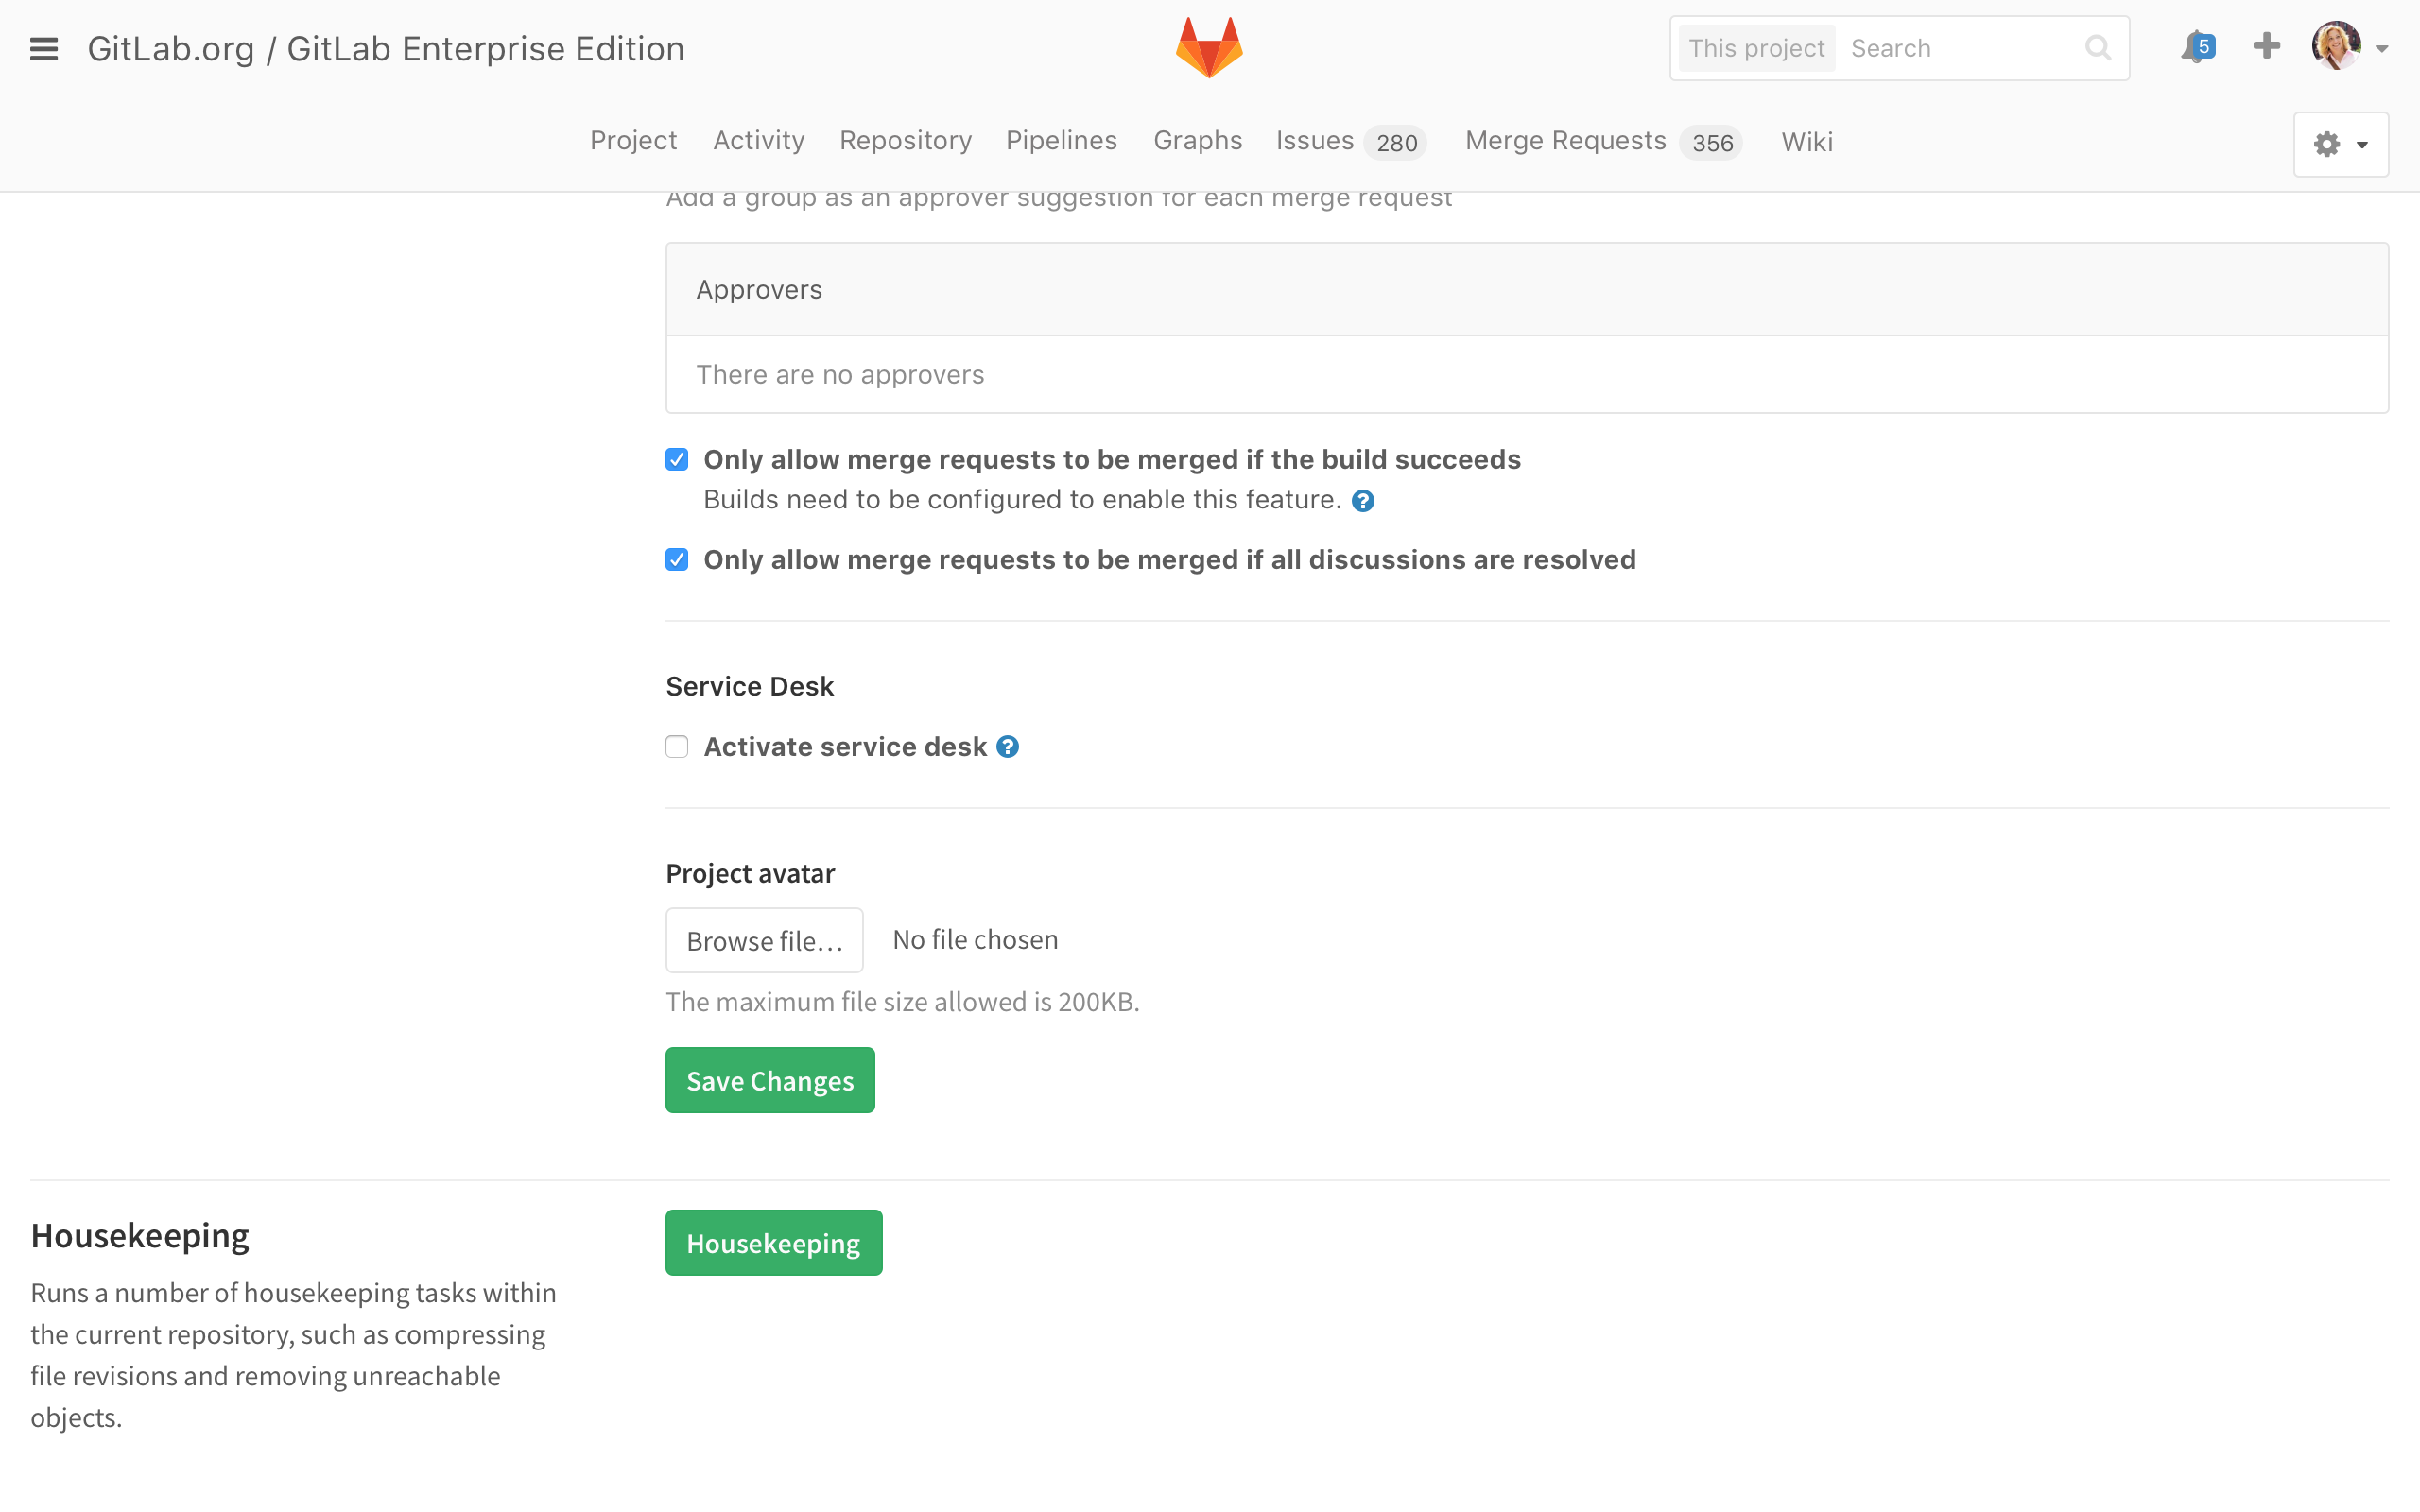 GitLab.org / GitLab Enterprise Edition
This project Search
5
Project Activity Repository Pipelines Graphs Issues 280 Merge Requests 356 Wiki
Add a group as an approver suggestion for each merge request
Approvers
There are no approvers
Only allow merge requests to be merged if the build succeeds
Builds need to be configured to enable this feature. ?
Only allow merge requests to be merged if all discussions are resolved
Service Desk
Activate service desk ?
Project avatar
Browse file... No file chosen
The maximum file size allowed is 200KB.
Save Changes
Housekeeping
Housekeeping
Runs a number of housekeeping tasks within
the current repository, such as compressing
file revisions and removing unreachable
objects.